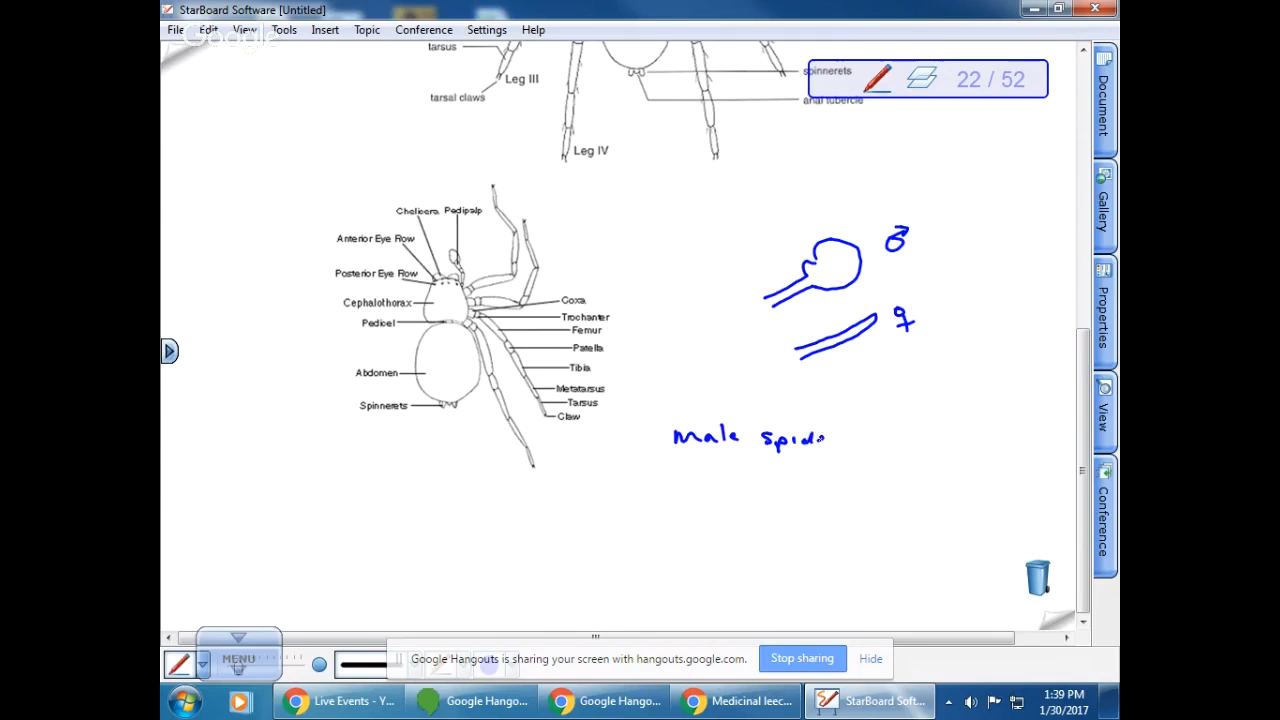 StarBoard Software [Untitled]
File Edit View Tools Insert Topic Conference Settings Help
Google
tarsus
Leg III
tarsal claws
spinnerets
22 / 52
anal tubercle
Leg IV
Chelicera Pedipalp
Anterior Eye Row
Posterior Eye Row
Cephalothorax
Pedicel
Abdomen
Spinnerets
Coxa
Trochanter
Femur
Patella
Tibia
Metatarsus
Tarsus
Claw
♂
♀
male spide
Document
Gallery
Properties
View
Conference
MENU
Google Hangouts is sharing your screen with hangouts.google.com. Stop sharing Hide
Live Events - Y... Google Hango... Google Hango... Medicinal leec... StarBoard Soft...
1:39 PM
1/30/2017